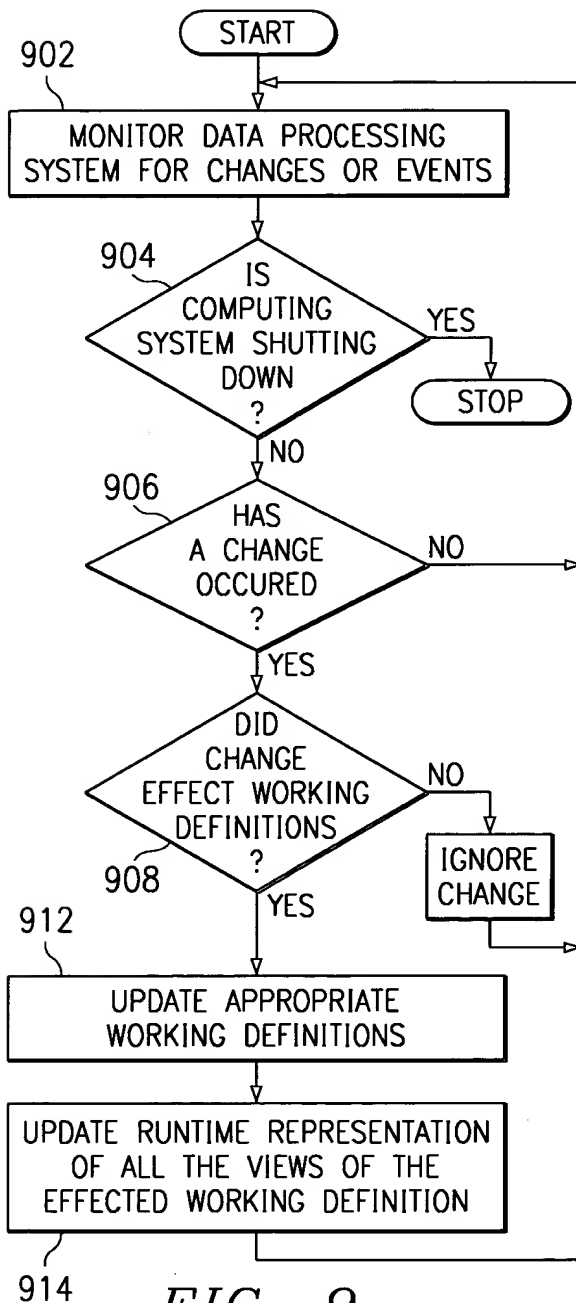 START
902
MONITOR DATA PROCESSING
SYSTEM FOR CHANGES OR EVENTS
904
IS
COMPUTING
SYSTEM SHUTTING
DOWN
?
YES
STOP
NO
906
HAS
A CHANGE
OCCURED
?
NO
YES
DID
CHANGE
EFFECT WORKING
DEFINITIONS
?
NO
908
IGNORE
CHANGE
YES
912
UPDATE APPROPRIATE
WORKING DEFINITIONS
UPDATE RUNTIME REPRESENTATION
OF ALL THE VIEWS OF THE
EFFECTED WORKING DEFINITION
914
FIG. 9